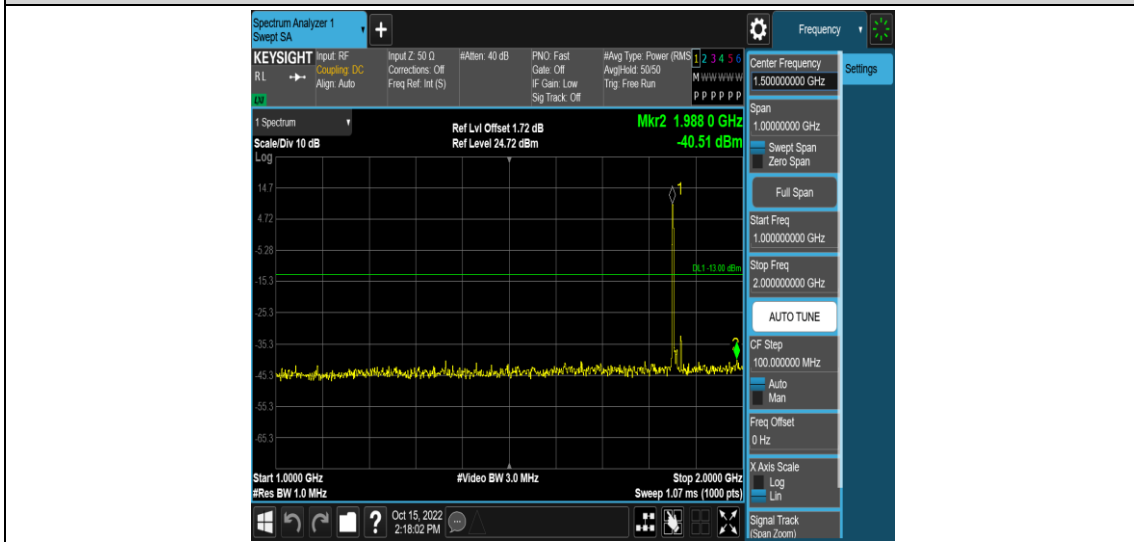 Spectrum Analyzer 1
Swept SA
+
Frequency
KEYSIGHT
RL
LXI
Input: RF
Coupling: DC
Align: Auto
Input Z: 50 Ω
Corrections: Off
Freq Ref: Int (S)
#Atten: 40 dB
PNO: Fast
Gate: Off
IF Gain: Low
Sig Track: Off
#Avg Type: Power (RMS
Avg|Hold: 50/50
Trig: Free Run
1 2 3 4 5 6
M W W W W W
P P P P P P
1 Spectrum
Scale/Div 10 dB
Log
Ref Lvl Offset 1.72 dB
Ref Level 24.72 dBm
Mkr2 1.988 0 GHz
-40.51 dBm
1
14.7
4.72
-5.28
DL1 -13.00 dBm
-15.3
-25.3
-35.3
2
-45.3
-55.3
-65.3
Start 1.0000 GHz
#Res BW 1.0 MHz
#Video BW 3.0 MHz
Stop 2.0000 GHz
Sweep 1.07 ms (1000 pts)
Center Frequency
1.500000000 GHz
Settings
Span
1.00000000 GHz
Swept Span
Zero Span
Full Span
Start Freq
1.000000000 GHz
Stop Freq
2.000000000 GHz
AUTO TUNE
CF Step
100.000000 MHz
Auto
Man
Freq Offset
0 Hz
X Axis Scale
Log
Lin
Signal Track
(Span Zoom)
?
Oct 15, 2022
2:18:02 PM